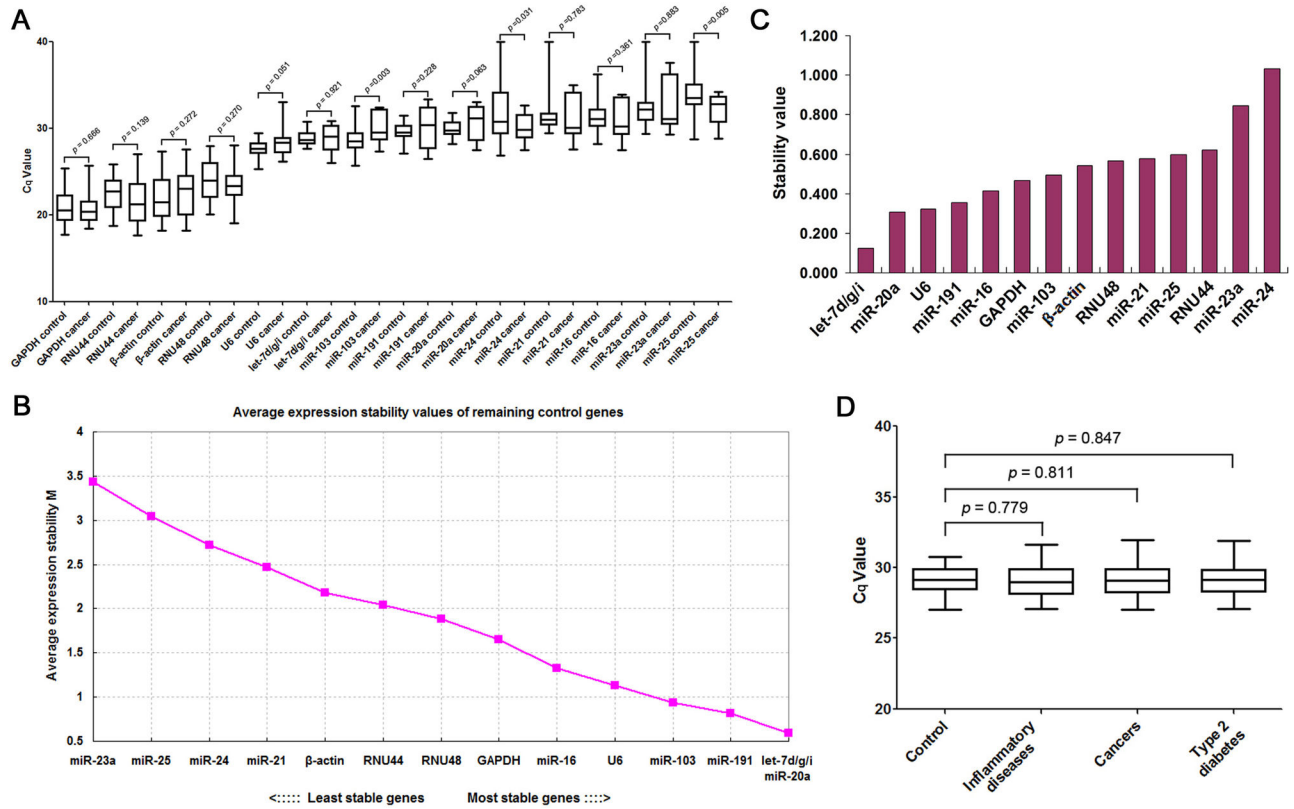 A
40
30
20
10
Cq Value
p =0.666
p = 0.139
p = 0.272
p = 0.270
p = 0.051
p = 0.921
p =0.003
p =0.228
p =0.063
p =0.031
p =0.783
p =0.361
p =0.883
p =0.005
GAPDH control
GAPDH cancer
RNU44 control
RNU44 cancer
β-actin control
β-actin cancer
RNU48 control
RNU48 cancer
U6 control
U6 cancer
let-7d/g/i control
let-7d/g/i cancer
miR-103 control
miR-103 cancer
miR-191 control
miR-191 cancer
miR-20a control
miR-20a cancer
miR-24 control
miR-24 cancer
miR-21 control
miR-21 cancer
miR-16 control
miR-16 cancer
miR-23a control
miR-23a cancer
miR-25 control
miR-25 cancer
C
1.200
1.000
0.800
0.600
0.400
0.200
0.000
Stability value
let-7d/g/i
miR-20a
U6
miR-191
miR-16
GAPDH
miR-103
β-actin
RNU48
miR-21
miR-25
RNU44
miR-23a
miR-24
B
Average expression stability values of remaining control genes
4
3.5
3
2.5
2
1.5
1
0.5
Average expression stability M
miR-23a miR-25 miR-24 miR-21 β-actin RNU44 RNU48 GAPDH miR-16 U6 miR-103 miR-191 let-7d/g/i
miR-20a
<::::: Least stable genes Most stable genes ::::>
D
40
35
30
25
20
Cq Value
p = 0.847
p = 0.811
p = 0.779
Control
Inflammatory
diseases
Cancers
Type 2
diabetes